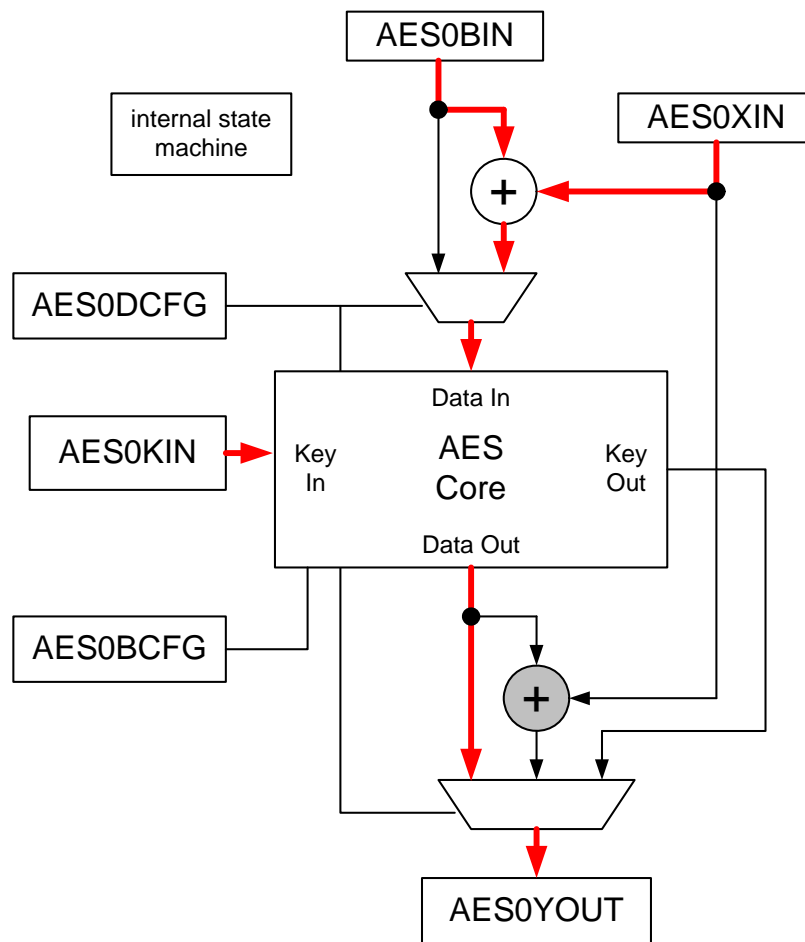 AES0BIN
internal state
machine
AES0XIN
+
AES0DCFG
Data In
AES0KIN
Key
In
AES
Core
Key
Out
Data Out
AES0BCFG
+
AES0YOUT